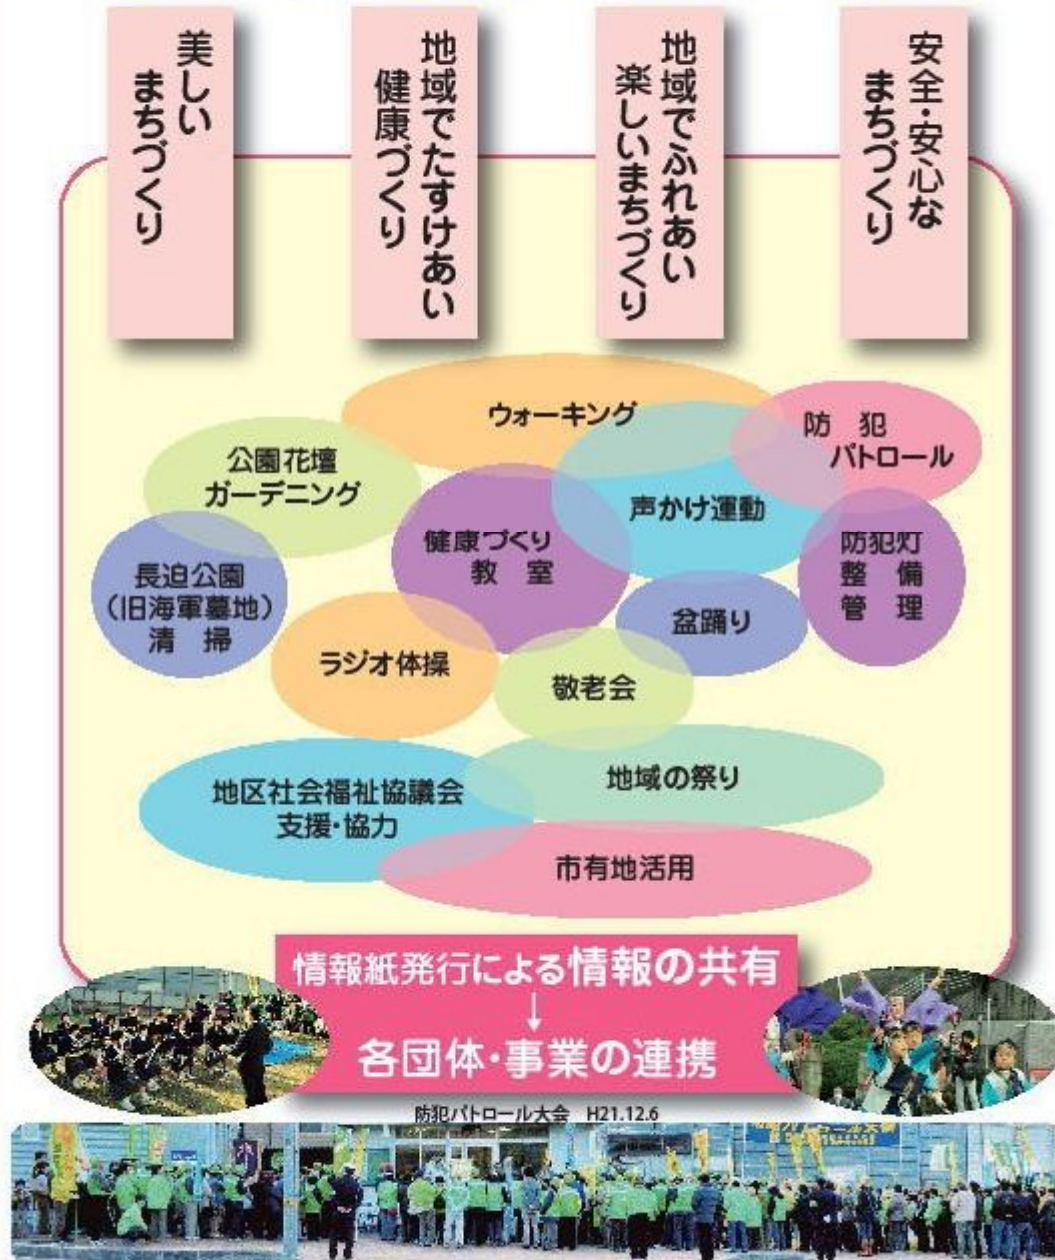 安全・安心な
まちづくり
地域でふれあい
楽しいまちづくり
地域でたすけあい
健康づくり
美しい
まちづくり
ウォーキング
防　犯
パトロール
公園花壇
ガーデニング
声かけ運動
健康づくり
教　室
防犯灯
整　備
管　理
長迫公園
（旧海軍墓地）
清　掃
盆踊り
ラジオ体操
敬老会
地区社会福祉協議会
支援・協力
地域の祭り
市有地活用
情報紙発行による情報の共有
↓
各団体・事業の連携
防犯パトロール大会　H21.12.6